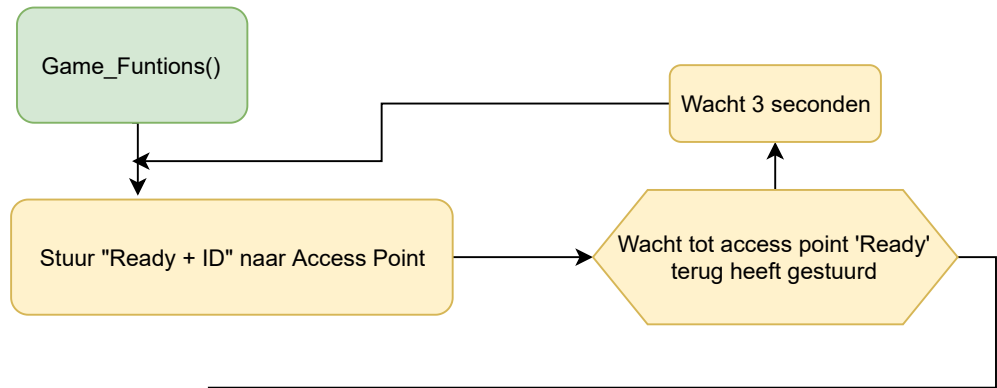 Game_Funtions()
Wacht 3 seconden
Stuur "Ready + ID" naar Access Point
Wacht tot access point 'Ready'
terug heeft gestuurd